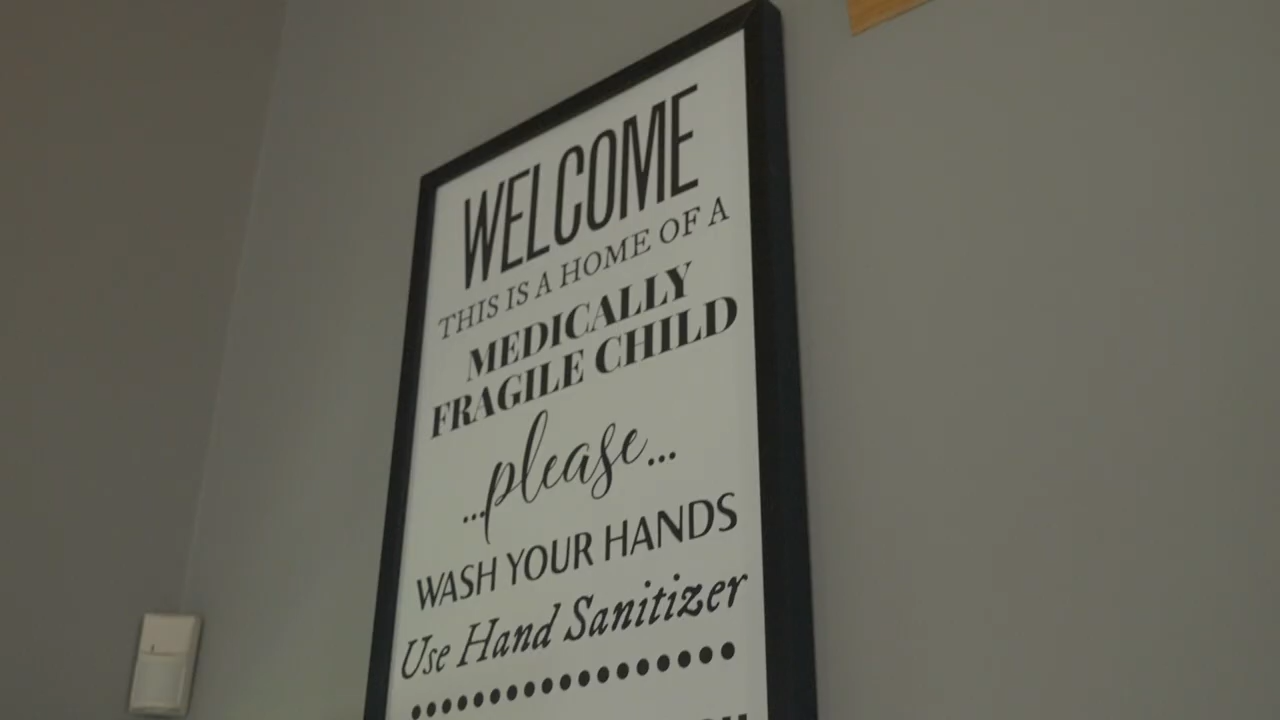 WELCOME
THIS IS A HOME OF A
MEDICALLY
FRAGILE CHILD
...please...
WASH YOUR HANDS
Use Hand Sanitizer